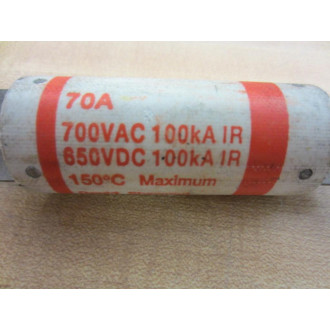 70A
700VAC 100kA IR
650VDC 100kA IR
150°C Maximum